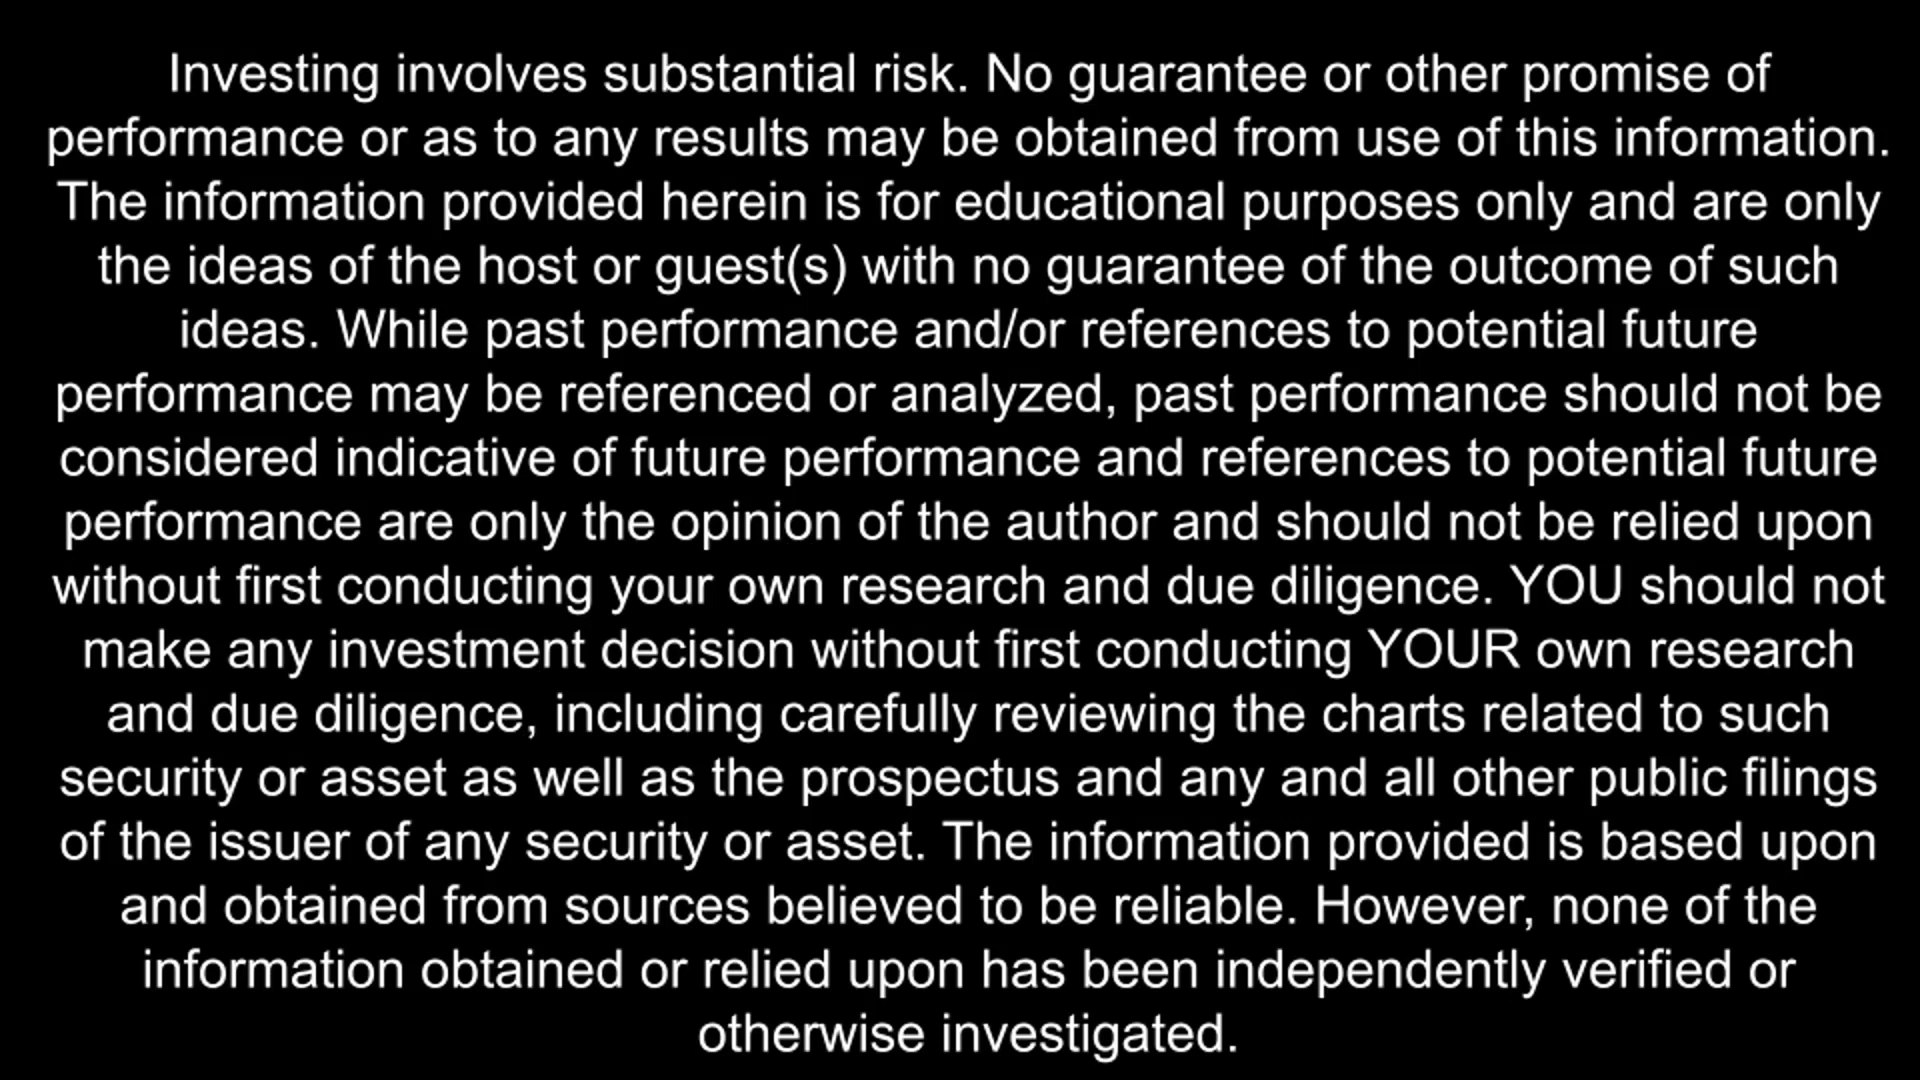 Investing involves substantial risk. No guarantee or other promise of
performance or as to any results may be obtained from use of this information.
The information provided herein is for educational purposes only and are only
the ideas of the host or guest(s) with no guarantee of the outcome of such
ideas. While past performance and/or references to potential future
performance may be referenced or analyzed, past performance should not be
considered indicative of future performance and references to potential future
performance are only the opinion of the author and should not be relied upon
without first conducting your own research and due diligence. YOU should not
make any investment decision without first conducting YOUR own research
and due diligence, including carefully reviewing the charts related to such
security or asset as well as the prospectus and any and all other public filings
of the issuer of any security or asset. The information provided is based upon
and obtained from sources believed to be reliable. However, none of the
information obtained or relied upon has been independently verified or
otherwise investigated.